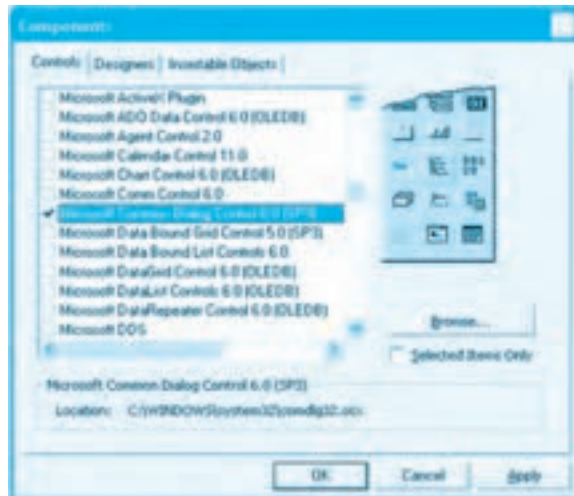 Components
Controls Designers Insertable Objects
Microsoft ActiveX Plugin
Microsoft ADO Data Control 6.0 (OLEDB)
Microsoft Agent Control 2.0
Microsoft Calendar Control 11.0
Microsoft Chart Control 6.0 (OLEDB)
Microsoft Comm Control 6.0
Microsoft Common Dialog Control 6.0 (SP3)
Microsoft Data Bound Grid Control 5.0 (SP3)
Microsoft Data Bound List Controls 6.0
Microsoft DataGrid Control 6.0 (OLEDB)
Microsoft DataList Controls 6.0 (OLEDB)
Microsoft DataRepeater Control 6.0 (OLEDB)
Microsoft DDS
Browse...
Selected Items Only
Microsoft Common Dialog Control 6.0 (SP3)
Location: C:\WINDOWS\system32\comdlg32.ocx
OK Cancel Apply